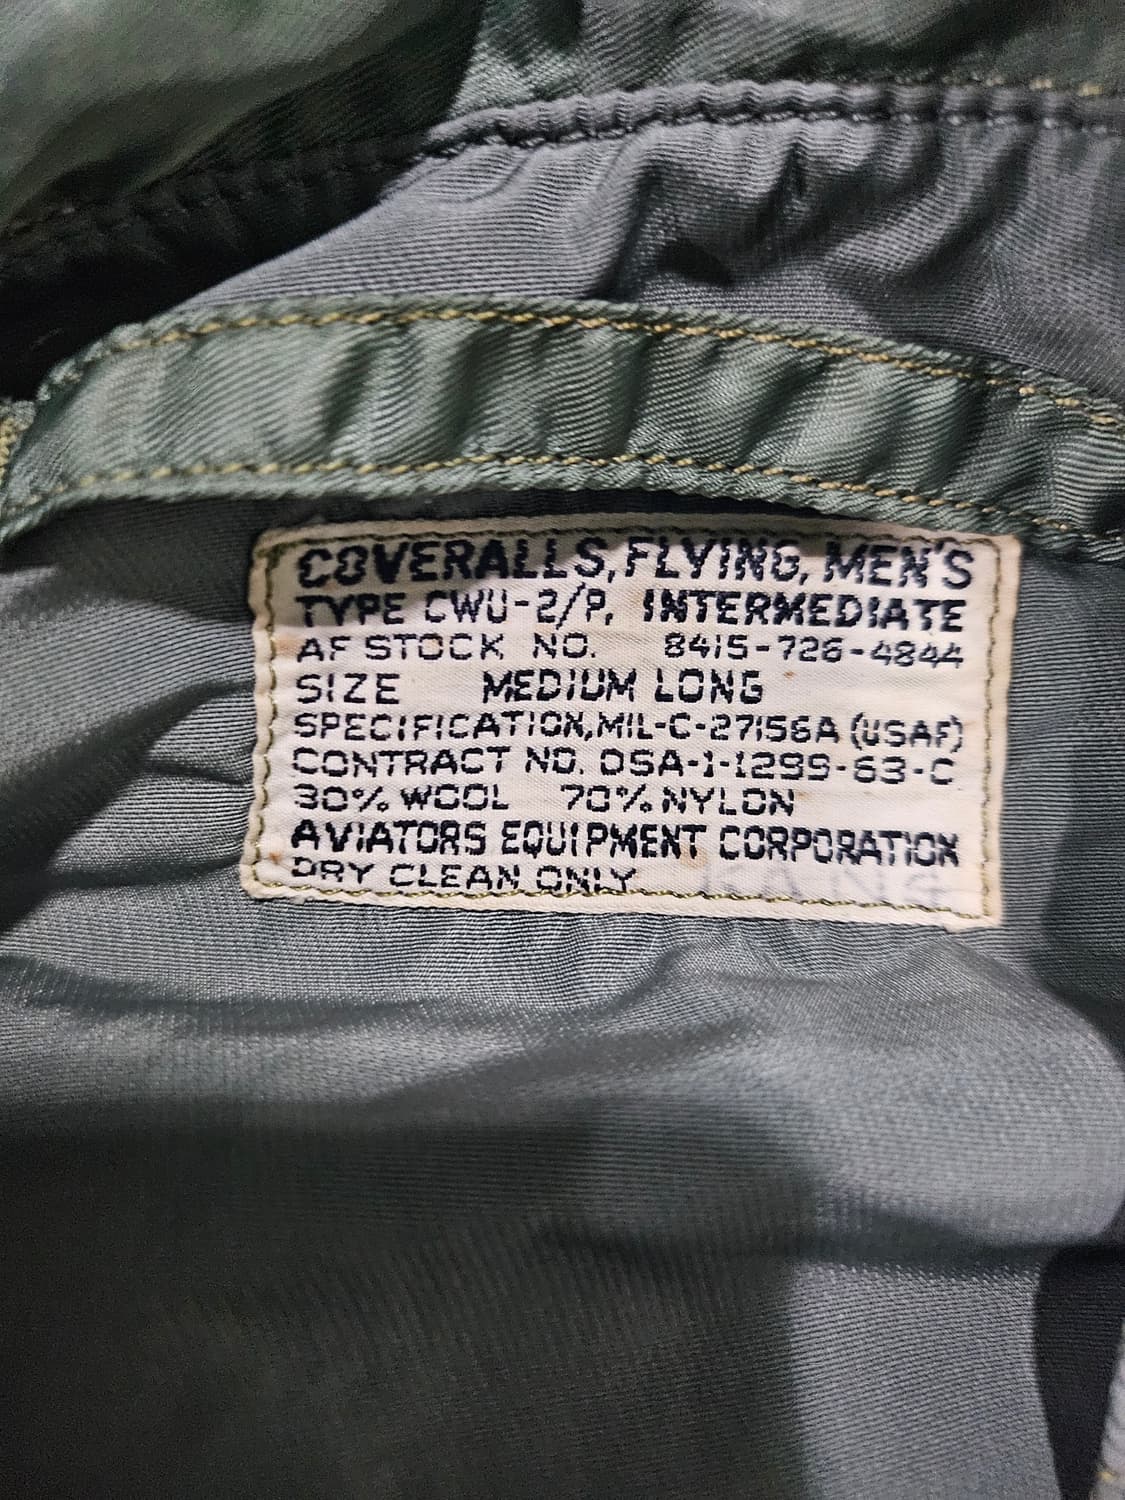 COVERALLS, FLYING, MEN'S
TYPE CWU-2/P, INTERMEDIATE
AF STOCK NO. 8415-726-4844
SIZE MEDIUM LONG
SPECIFICATION, MIL-C-27156A (USAF)
CONTRACT NO. DSA-1-1299-63-C
30% WOOL 70% NYLON
AVIATORS EQUIPMENT CORPORATION
DRY CLEAN ONLY